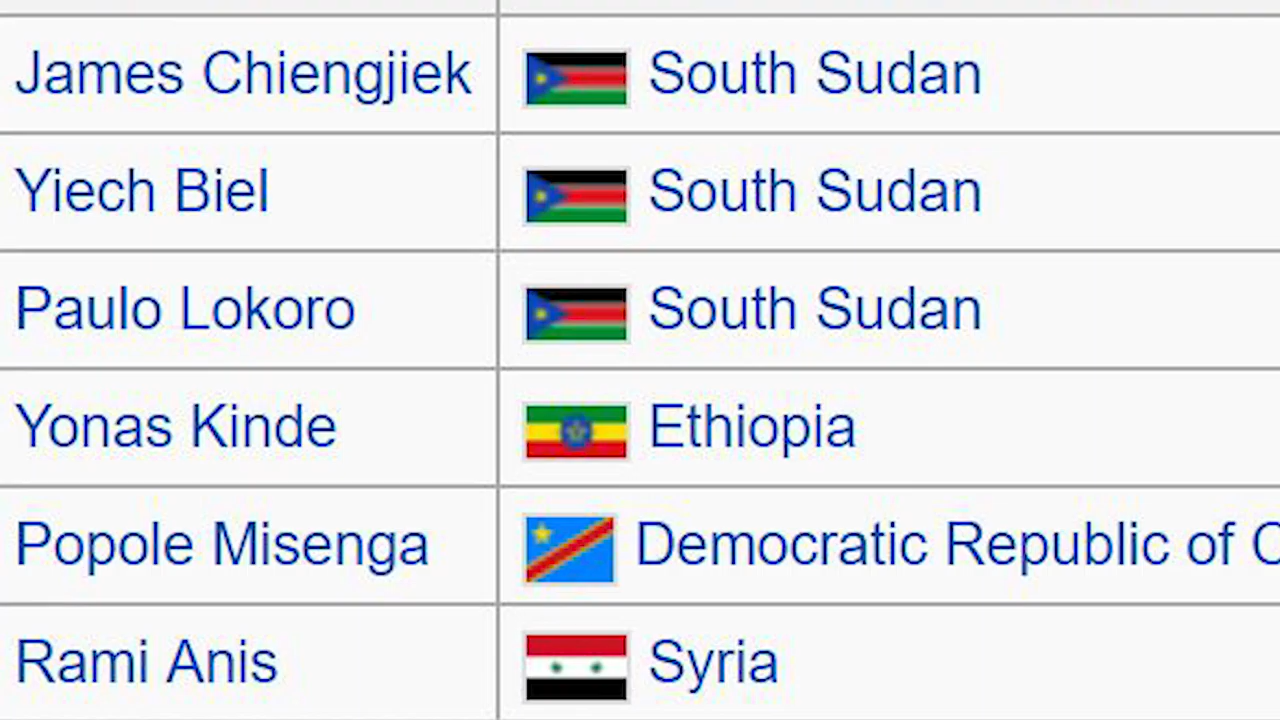 James Chiengjiek South Sudan
Yiech Biel South Sudan
Paulo Lokoro South Sudan
Yonas Kinde Ethiopia
Popole Misenga Democratic Republic of
Rami Anis Syria